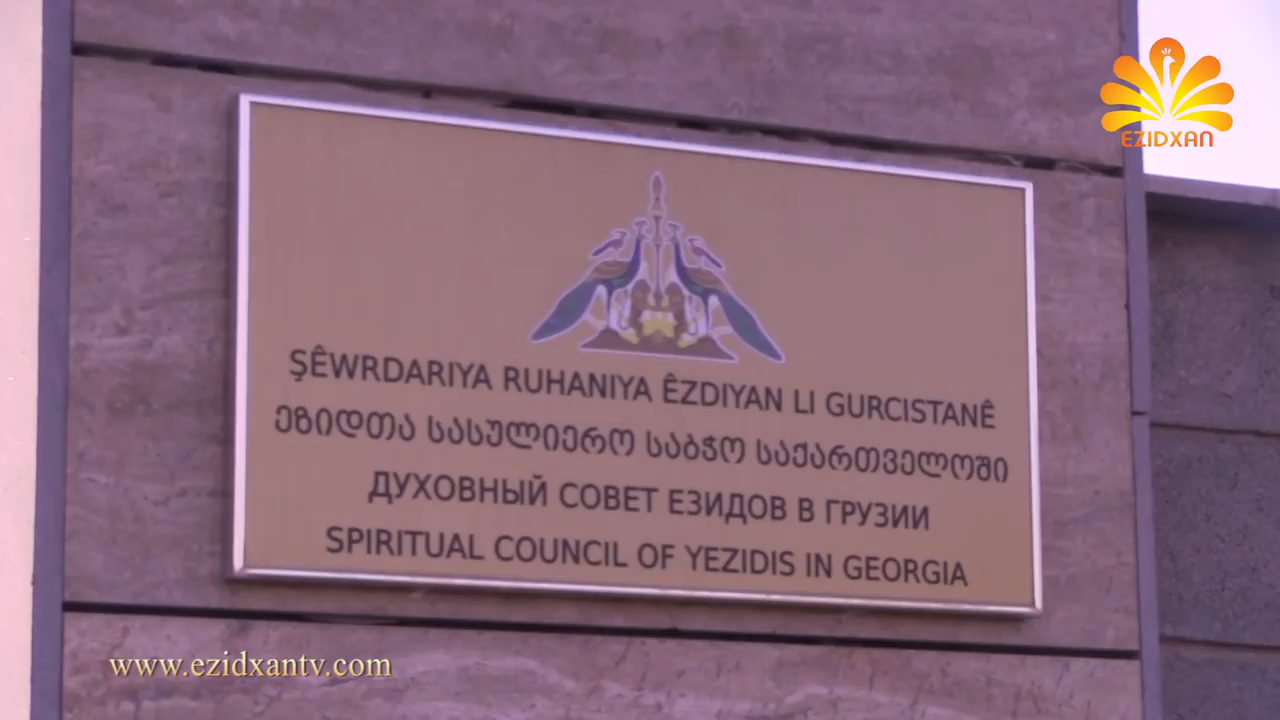 EZIDXAN
ŞÊWRDARIYA RUHANIYA ÊZDIYAN LI GURCISTANÊ
ეზიდთა სასულიერო საბჭო საქართველოში
ДУХОВНЫЙ СОВЕТ ЕЗИДОВ В ГРУЗИИ
SPIRITUAL COUNCIL OF YEZIDIS IN GEORGIA
www.ezidxantv.com